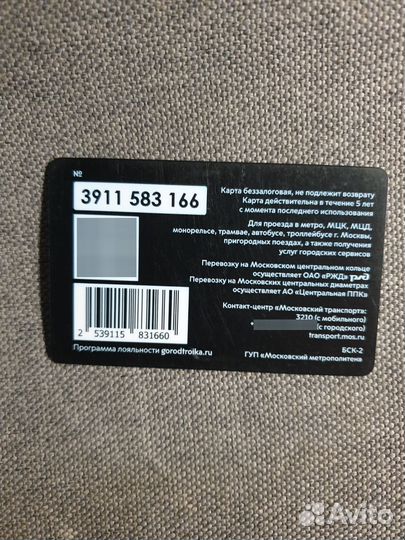 №
3911 583 166
Карта беззалоговая, не подлежит возврату
Карта действительна в течение 5 лет
с момента последнего использования
Для проезда в метро, МЦК, МЦД,
монорельсе, трамвае, автобусе, троллейбусе г. Москвы,
пригородных поездах, а также получения
услуг городских сервисов
Перевозку на Московском центральном кольце
осуществляет ОАО «РЖД» РЖД
Перевозку на Московских центральных диаметрах
осуществляет АО «Центральная ППК»
Контакт-центр «Московский транспорт»:
3210 (с мобильного)
(с городского)
transport.mos.ru
2 539115 831660
Программа лояльности gorodtroika.ru
БСК-2
ГУП «Московский метрополитен»
Avito